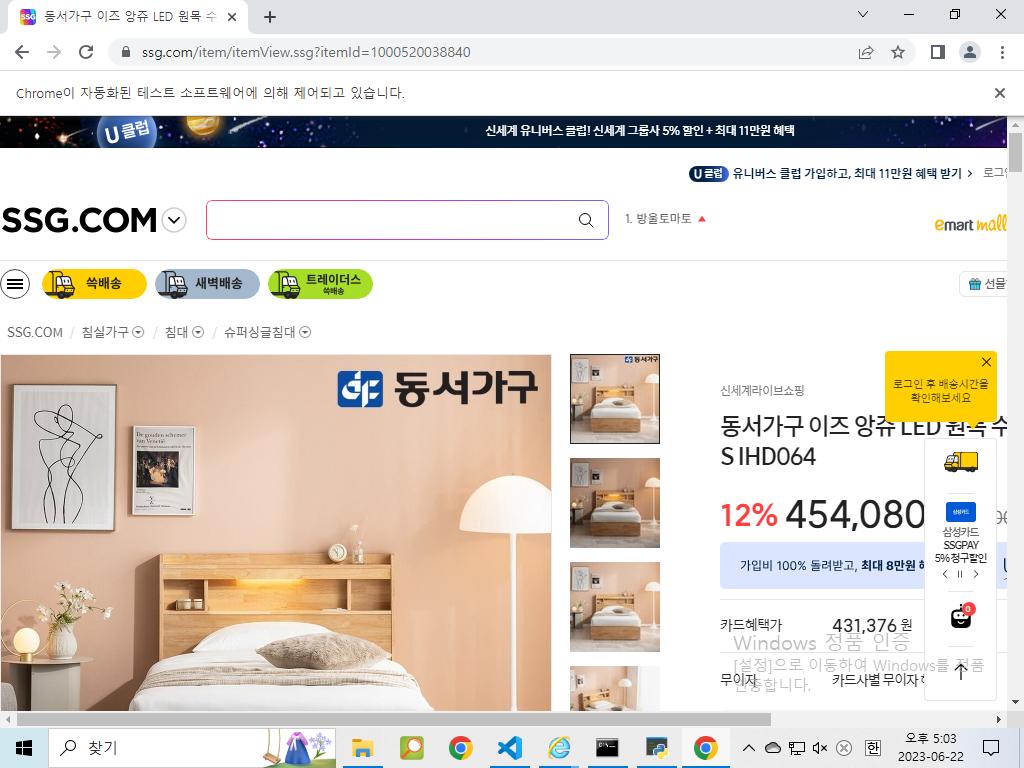 동서가구 이즈 앙쥬 LED 원목 수
ssg.com/item/itemView.ssg?itemId=1000520038840
Chrome이 자동화된 테스트 소프트웨어에 의해 제어되고 있습니다.
U 클럽
신세계 유니버스 클럽! 신세계 그룹사 5% 할인 + 최대 11만원 혜택
U 클럽 유니버스 클럽 가입하고, 최대 11만원 혜택 받기
SSG.COM
1. 방울토마토
emart mall
쓱배송
새벽배송
트레이더스
쓱배송
선물
SSG.COM / 침실가구 / 침대 / 슈퍼싱글침대
동서가구
De gouden schemer
van Venetië
동서가구
로그인 후 배송시간을
확인해보세요
신세계라이브쇼핑
동서가구 이즈 앙쥬 LED 원목 수
S IHD064
12% 454,080
가입비 100% 돌려받고, 최대 8만원
삼성카드
삼성카드
SSGPAY
5% 청구할인
카드혜택가 431,376 원
0
Windows 정품 인증
[설정]으로 이동하여 Windows를 정품
인증합니다.
무이자 카드사별 무이자
찾기
한
오후 5:03
2023-06-22